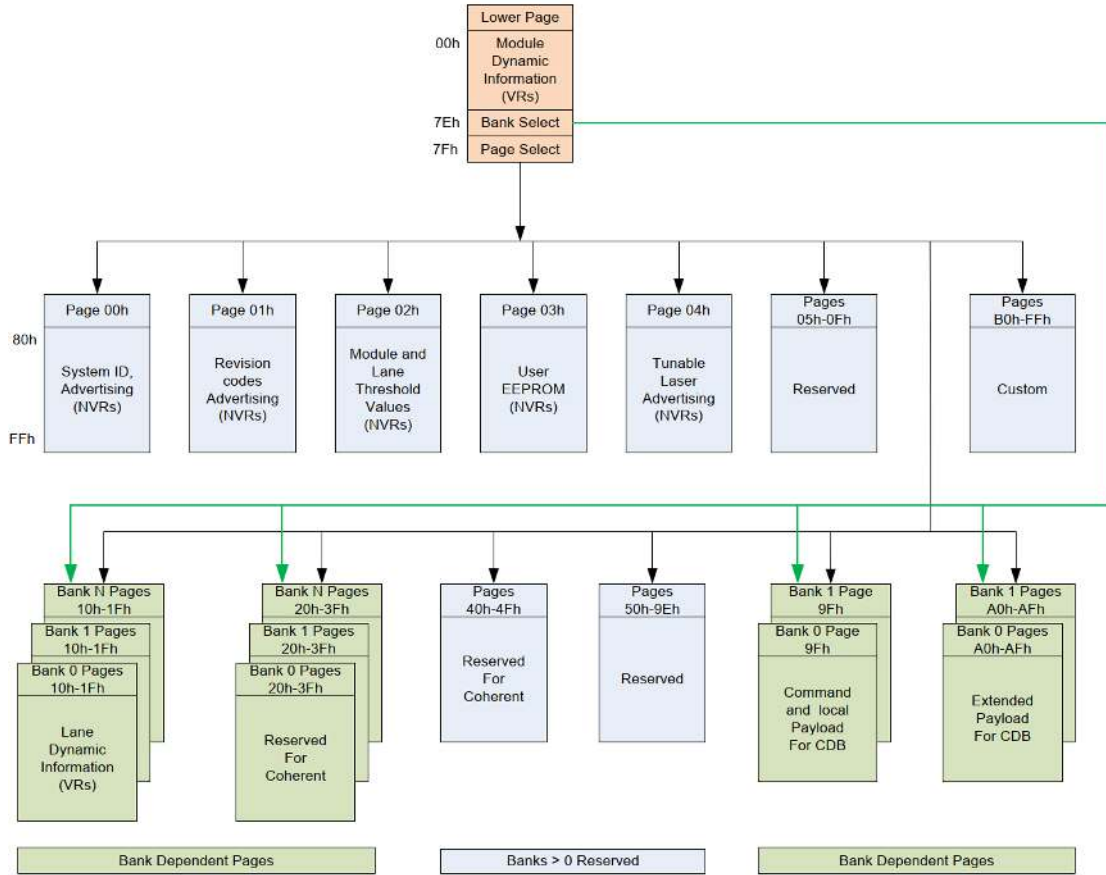 Lower Page
00h
Module
Dynamic
Information
(VRs)
7Eh
Bank Select
7Fh
Page Select
Page 00h
80h
System ID,
Advertising
(NVRs)
FFh
Page 01h
Revision
codes
Advertising
(NVRs)
Page 02h
Module and
Lane
Threshold
Values
(NVRs)
Page 03h
User
EEPROM
(NVRs)
Page 04h
Tunable
Laser
Advertising
(NVRs)
Pages
05h-0Fh
Reserved
Pages
B0h-FFh
Custom
Bank N Pages
10h-1Fh
Bank 1 Pages
10h-1Fh
Bank 0 Pages
10h-1Fh
Lane
Dynamic
Information
(VRs)
Bank N Pages
20h-3Fh
Bank 1 Pages
20h-3Fh
Bank 0 Pages
20h-3Fh
Reserved
For
Coherent
Pages
40h-4Fh
Reserved
For
Coherent
Pages
50h-9Eh
Reserved
Bank 1 Page
9Fh
Bank 0 Page
9Fh
Command
and local
Payload
For CDB
Bank 1 Pages
A0h-AFh
Bank 0 Pages
A0h-AFh
Extended
Payload
For CDB
Bank Dependent Pages
Banks > 0 Reserved
Bank Dependent Pages